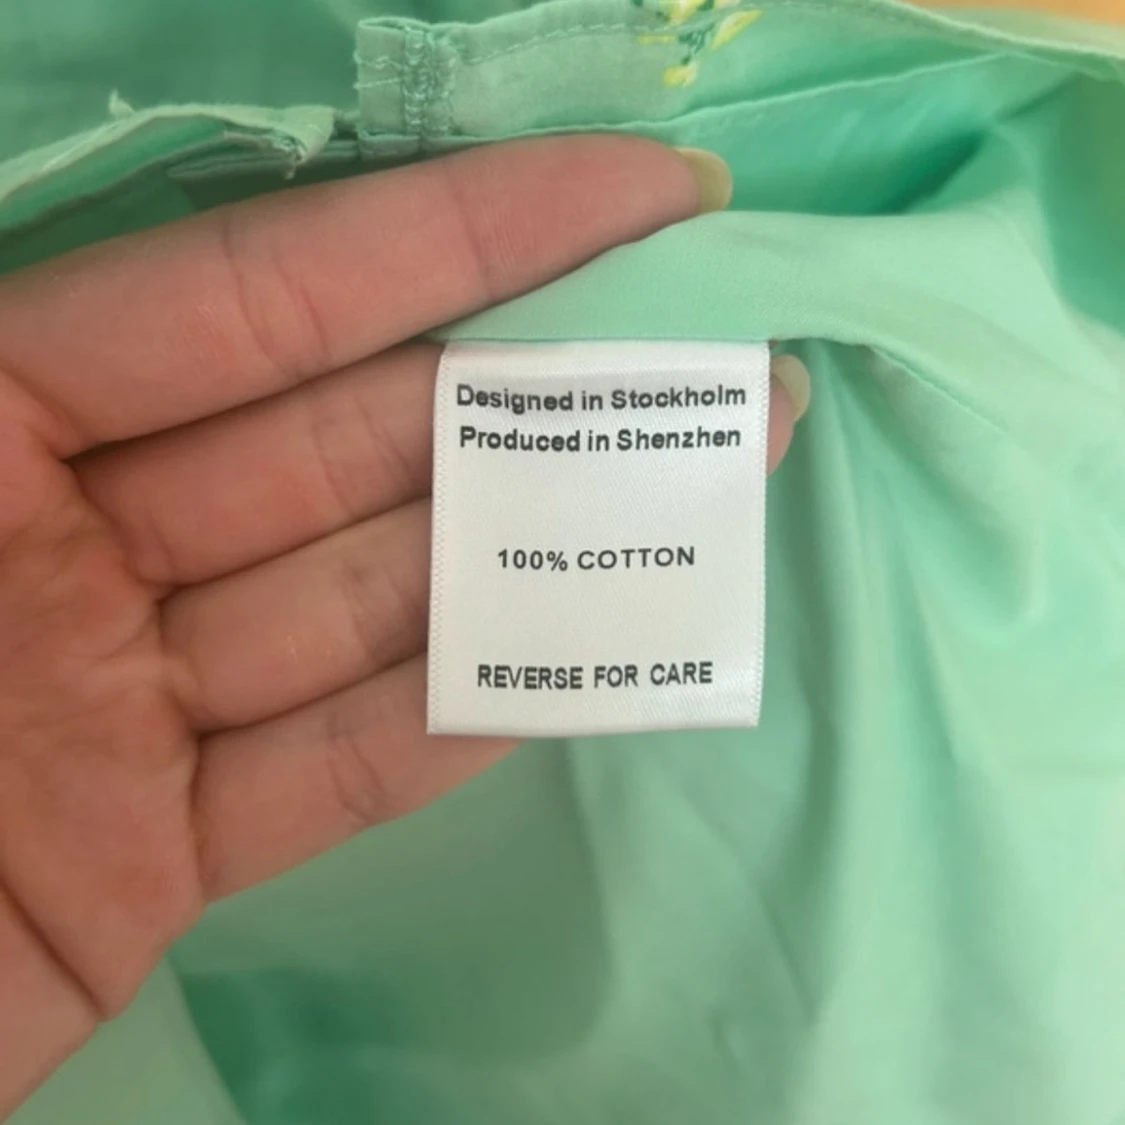 Designed in Stockholm
Produced in Shenzhen
100% COTTON
REVERSE FOR CARE